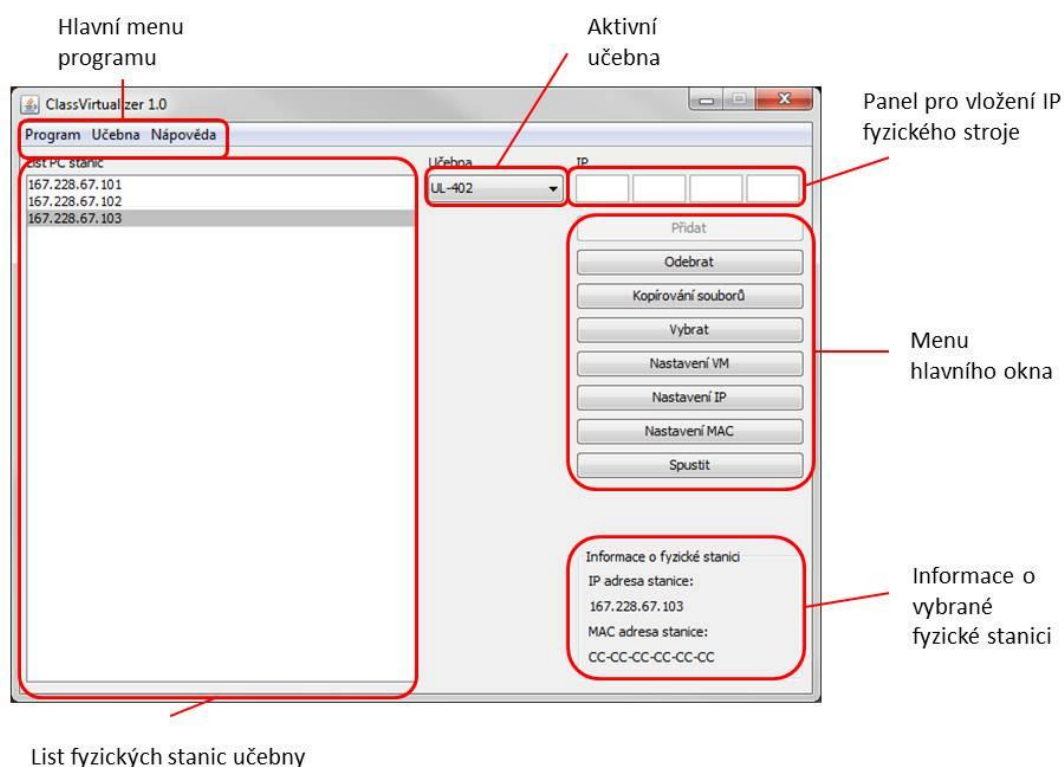 Hlavní menu
programu
Aktivní
učebna
ClassVirtualizer 1.0
Panel pro vložení IP
fyzického stroje
Program Učebna Nápověda
List PC stanic
Učebna
IP
167.228.67.101
167.228.67.102
167.228.67.103
UL-402
Přidat
Odebrat
Kopírování souborů
Vybrat
Nastavení VM
Nastavení IP
Nastavení MAC
Spustit
Menu
hlavního okna
Informace o fyzické stanici
IP adresa stanice:
167.228.67.103
MAC adresa stanice:
CC-CC-CC-CC-CC-CC
Informace o
vybrané
fyzické stanici
List fyzických stanic učebny